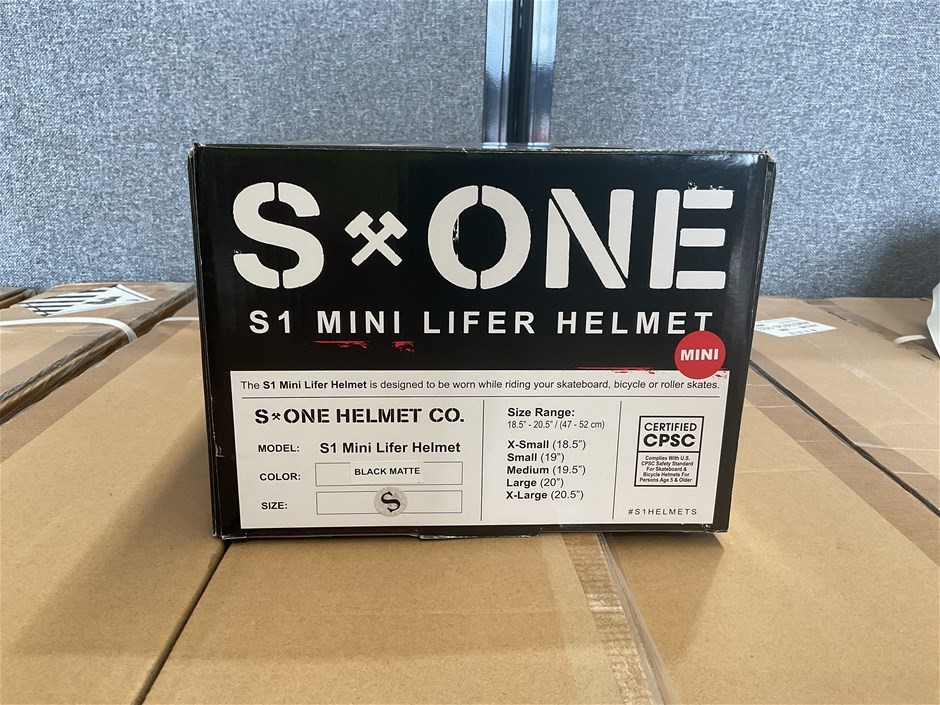 S ONE
S1 MINI LIFER HELMET
MINI
The S1 Mini Lifer Helmet is designed to be worn while riding your skateboard, bicycle or roller skates.
S ONE HELMET CO.
MODEL: S1 Mini Lifer Helmet
COLOR: BLACK MATTE
SIZE: S
Size Range:
18.5" - 20.5" / (47 - 52 cm)
X-Small (18.5")
Small (19")
Medium (19.5")
Large (20")
X-Large (20.5")
CERTIFIED
CPSC
Complies With U.S.
CPSC Safety Standard
For Skateboard &
Bicycle Helmets For
Persons Age 5 & Older
#S1HELMETS